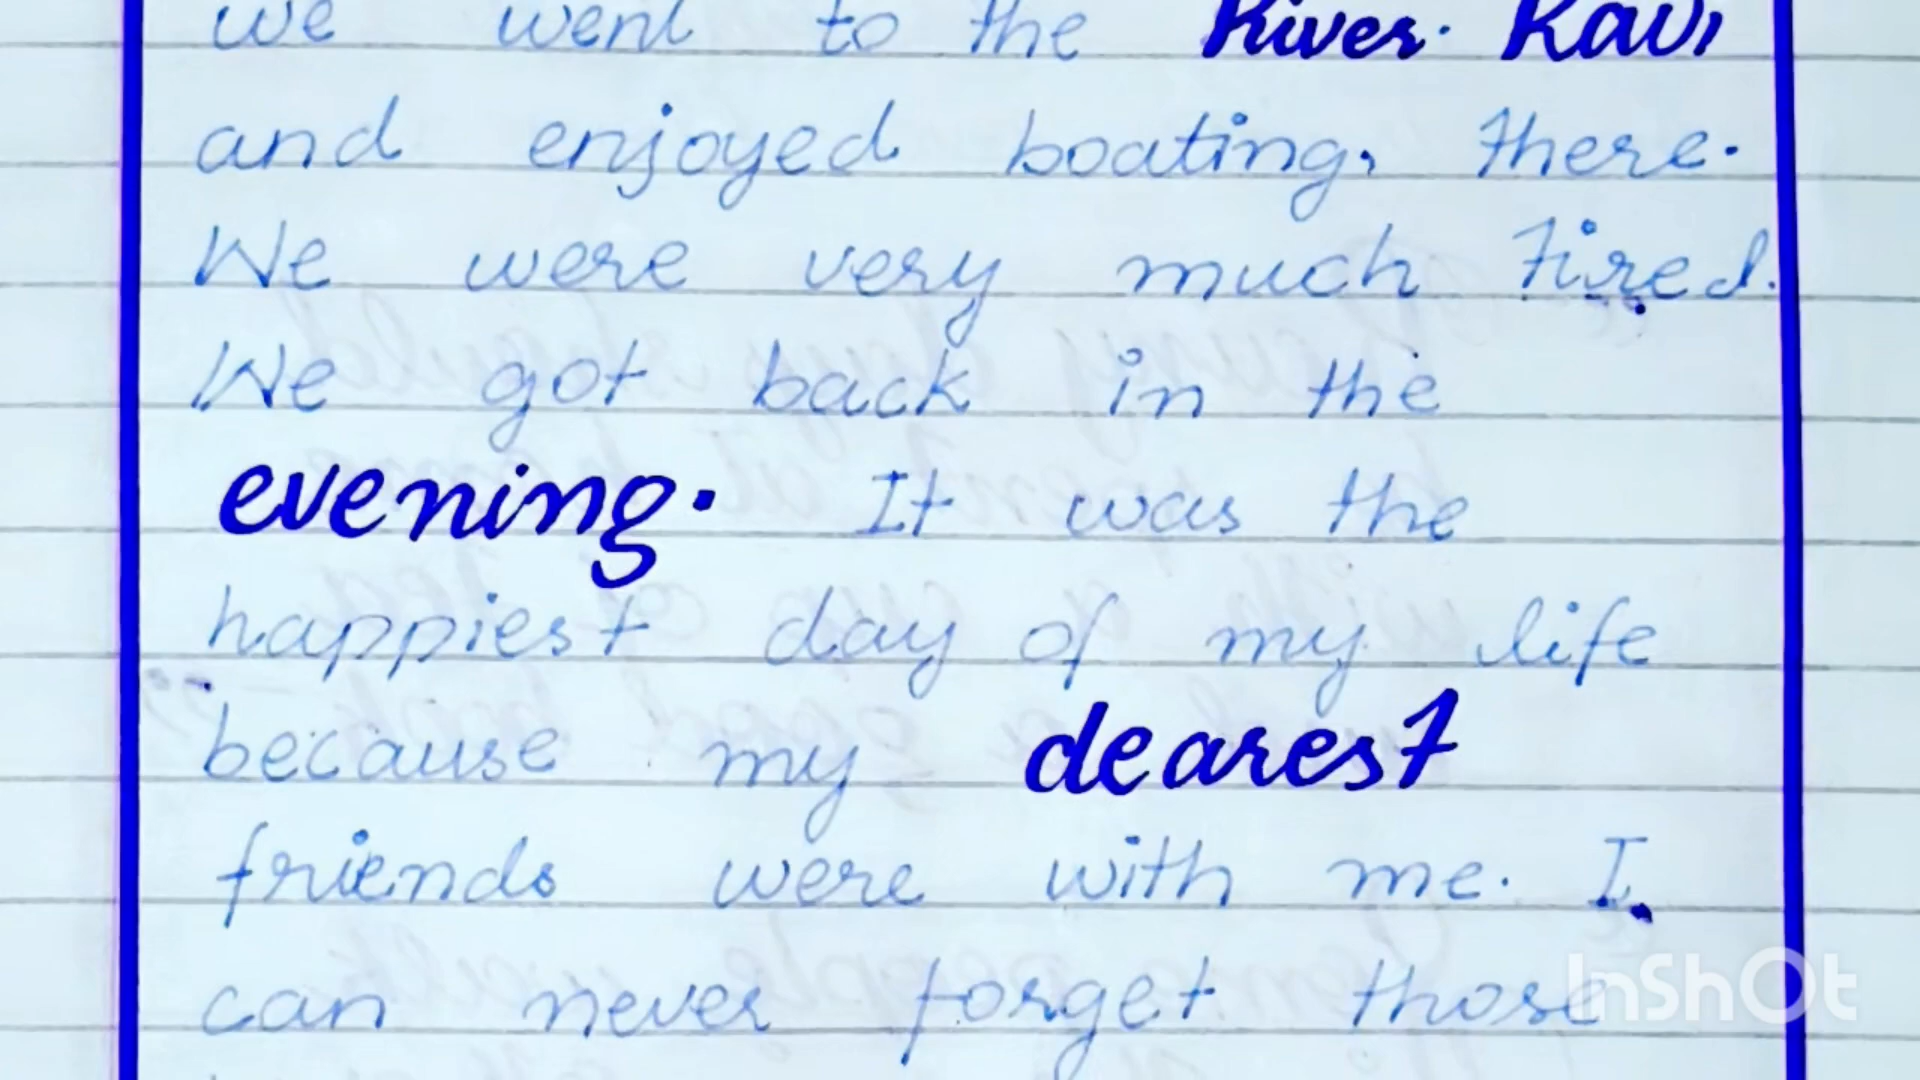 we went to the River. Ravi
and enjoyed boating, there.
We were very much tired.
We got back in the
evening. It was the
happiest day of my life
because my dearest
friends were with me. I
can never forget those
InShOt